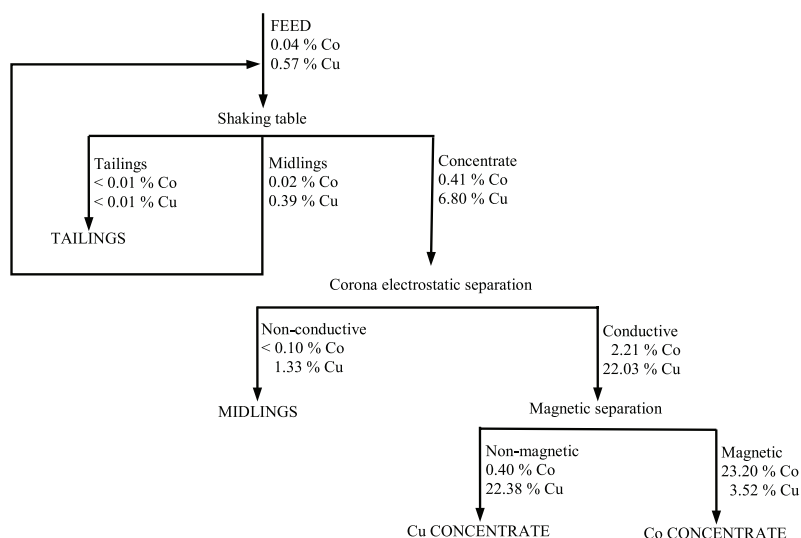 FEED
0.04 % Co
0.57 % Cu
Shaking table
Tailings
< 0.01 % Co
< 0.01 % Cu
TAILINGS
Midlings
0.02 % Co
0.39 % Cu
Concentrate
0.41 % Co
6.80 % Cu
Corona electrostatic separation
Non-conductive
< 0.10 % Co
1.33 % Cu
MIDLINGS
Conductive
2.21 % Co
22.03 % Cu
Magnetic separation
Non-magnetic
0.40 % Co
22.38 % Cu
Cu CONCENTRATE
Magnetic
23.20 % Co
3.52 % Cu
Co CONCENTRATE